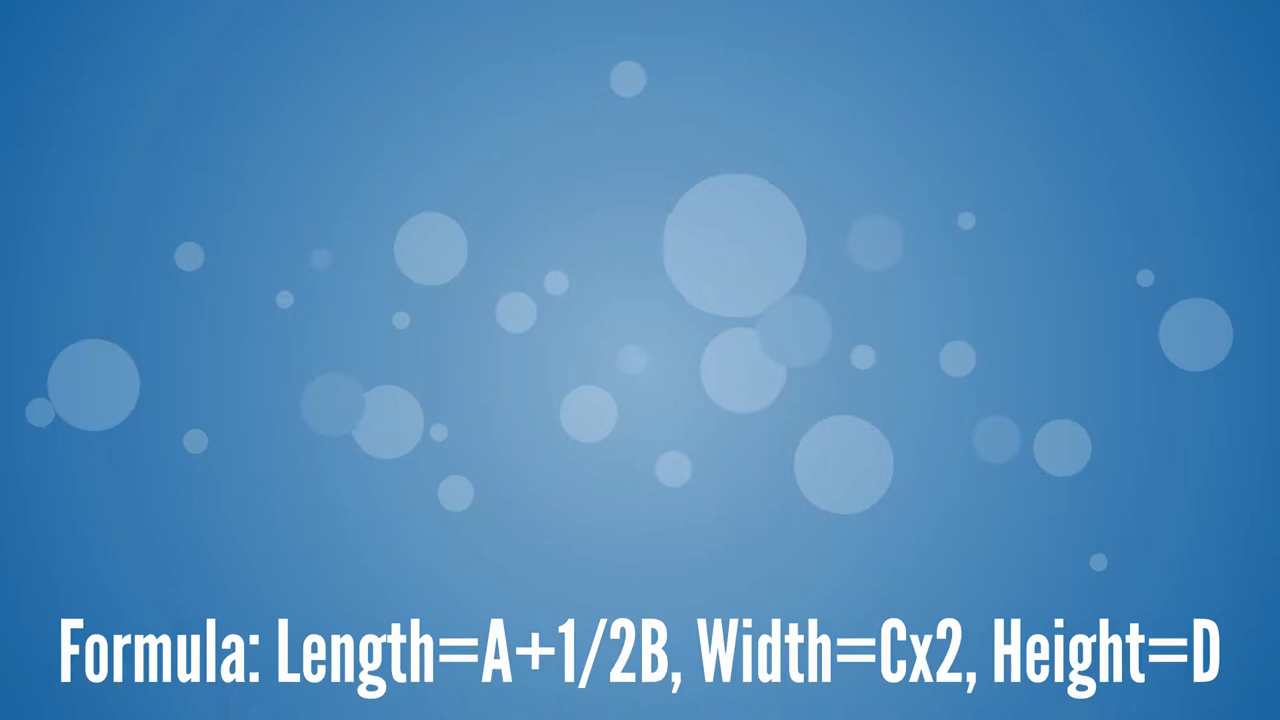 Formula: Length=A+1/2B, Width=Cx2, Height=D